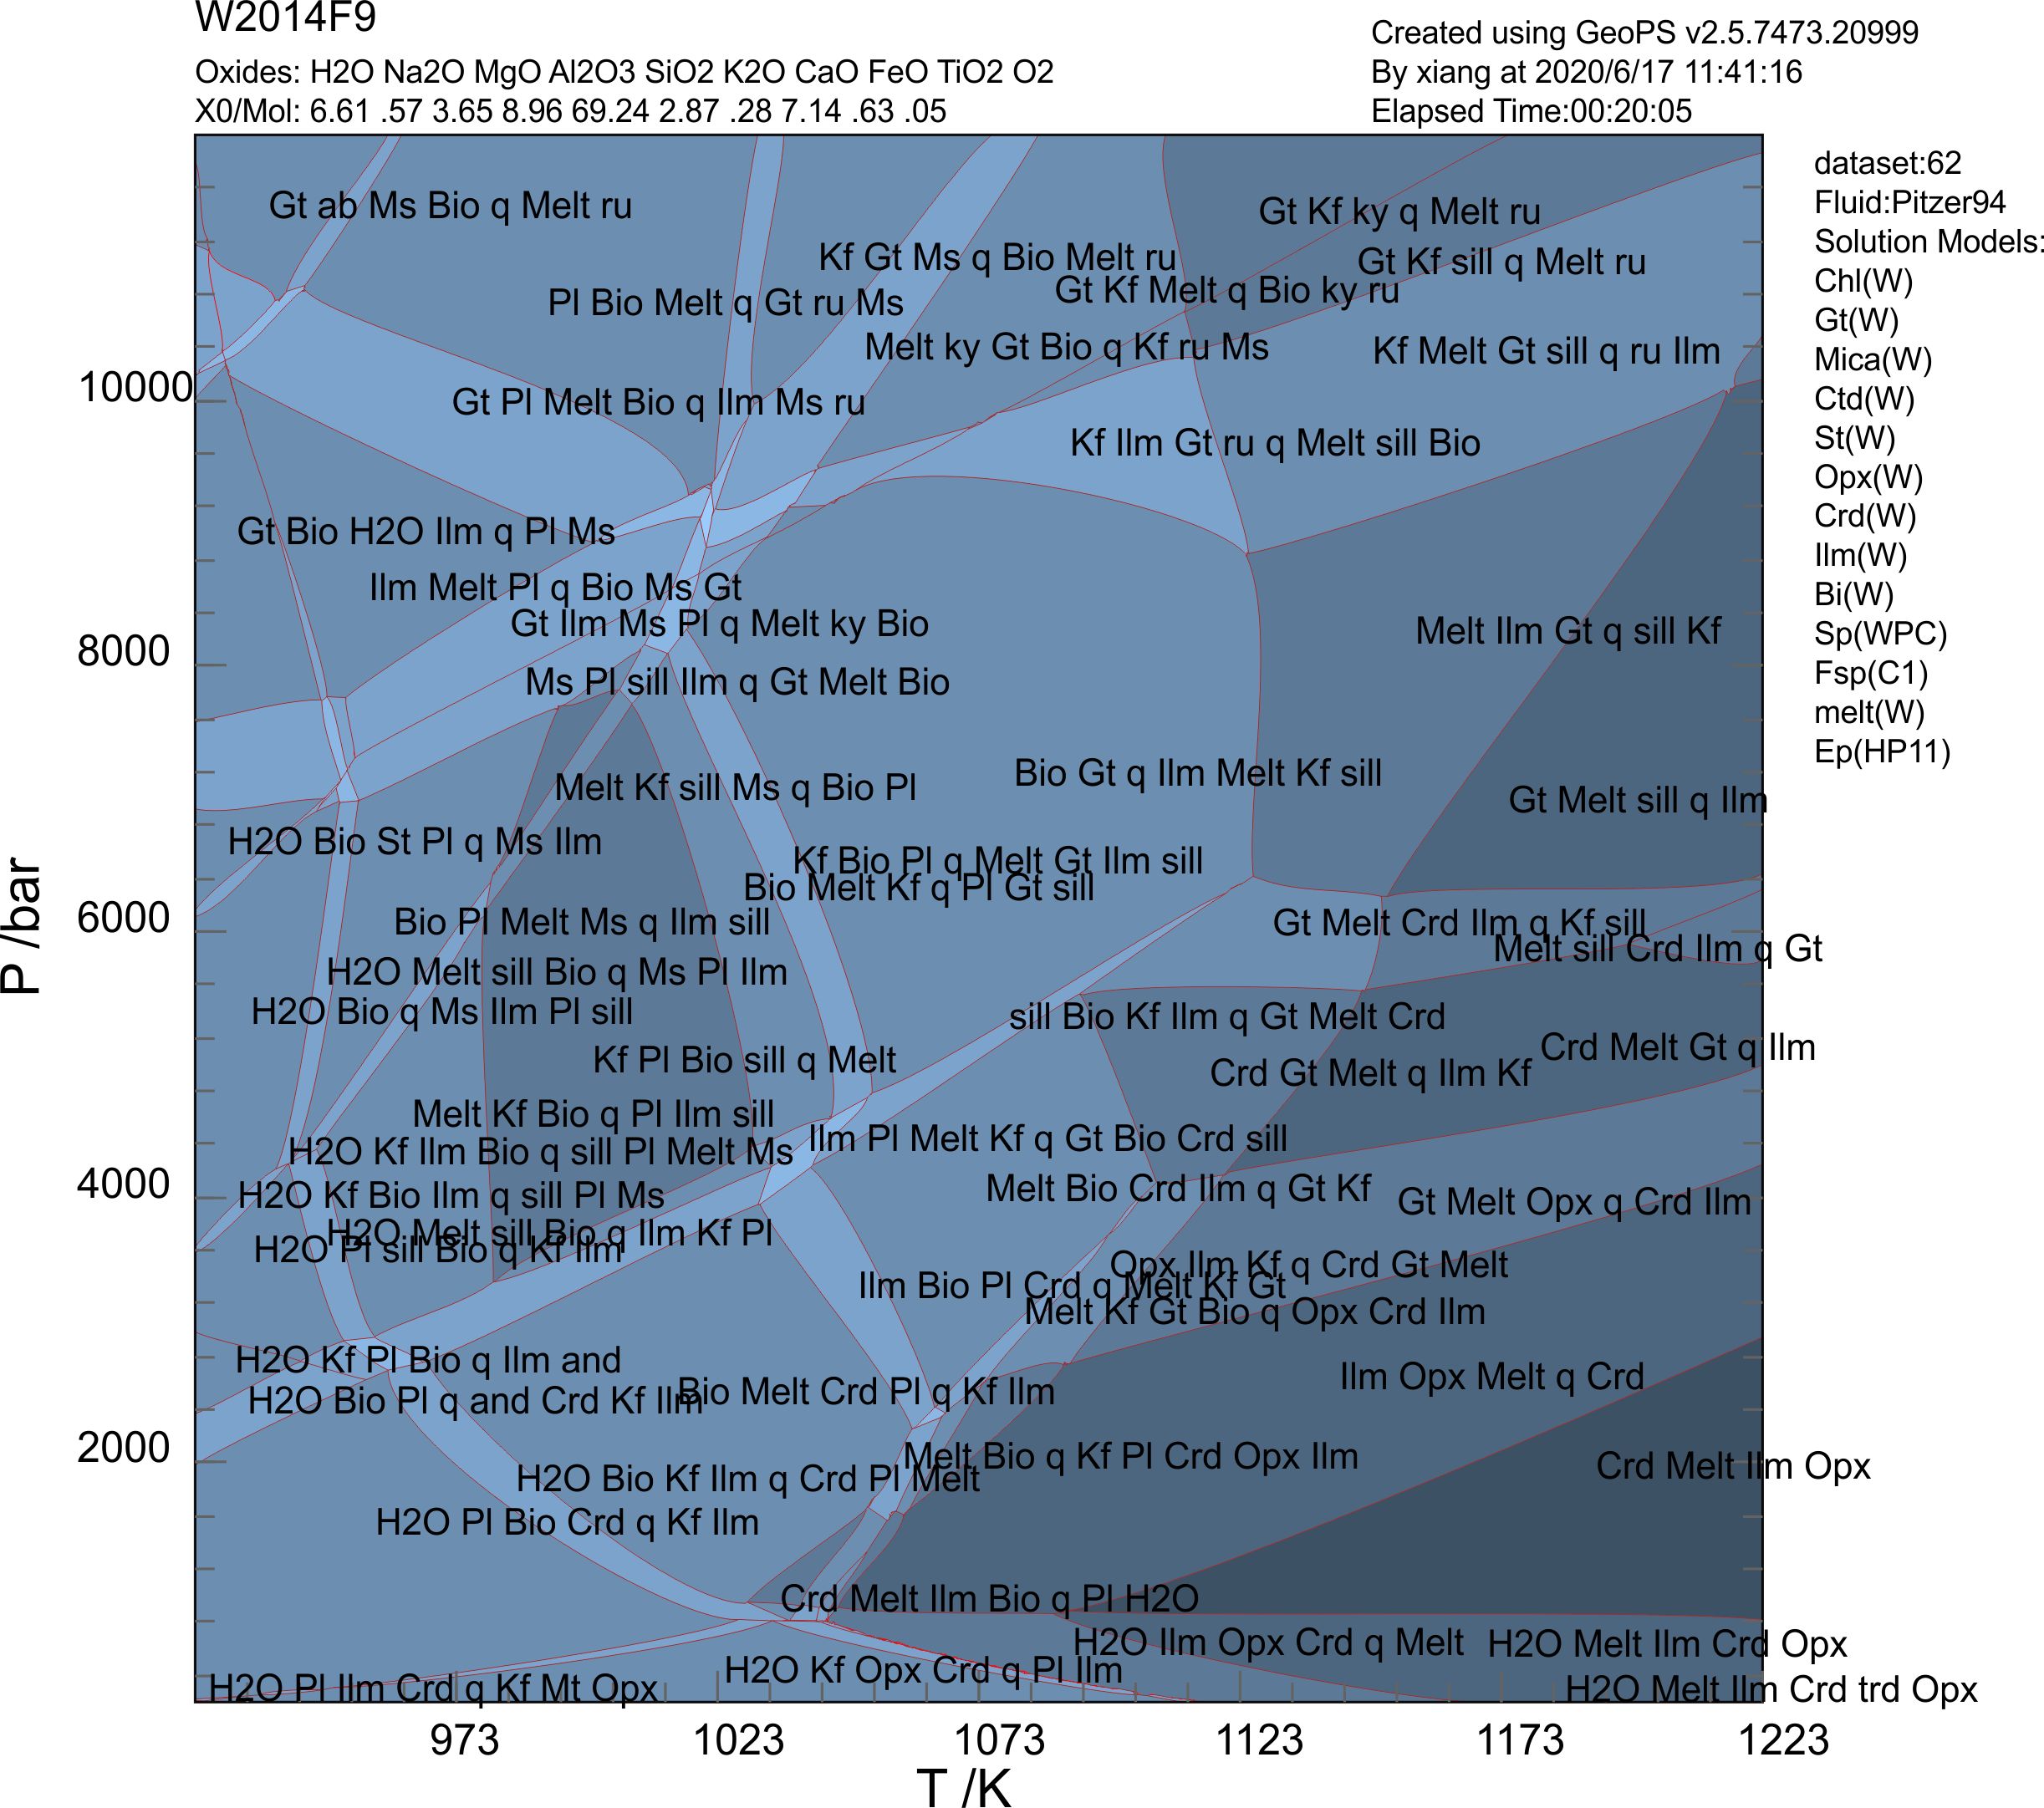 W2014F9
Created using GeoPS v2.5.7473.20999
Oxides: H2O Na2O MgO Al2O3 SiO2 K2O CaO FeO TiO2 O2
By xiang at 2020/6/17 11:41:16
X0/Mol: 6.61 .57 3.65 8.96 69.24 2.87 .28 7.14 .63 .05
Elapsed Time:00:20:05
dataset:62
Fluid:Pitzer94
Solution Models:
Chl(W)
Gt(W)
Mica(W)
Ctd(W)
St(W)
Opx(W)
Crd(W)
Ilm(W)
Bi(W)
Sp(WPC)
Fsp(C1)
melt(W)
Ep(HP11)
Gt ab Ms Bio q Melt ru
Gt Kf ky q Melt ru
Kf Gt Ms q Bio Melt ru
Gt Kf sill q Melt ru
Gt Kf Melt q Bio ky ru
Pl Bio Melt q Gt ru Ms
Melt ky Gt Bio q Kf ru Ms
Kf Melt Gt sill q ru Ilm
Gt Pl Melt Bio q Ilm Ms ru
Kf Ilm Gt ru q Melt sill Bio
Gt Bio H2O Ilm q Pl Ms
Ilm Melt Pl q Bio Ms Gt
Gt Ilm Ms Pl q Melt ky Bio
Melt Ilm Gt q sill Kf
Ms Pl sill Ilm q Gt Melt Bio
Bio Gt q Ilm Melt Kf sill
Melt Kf sill Ms q Bio Pl
Gt Melt sill q Ilm
H2O Bio St Pl q Ms Ilm
Kf Bio Pl q Melt Gt Ilm sill
Bio Melt Kf q Pl Gt sill
Bio Pl Melt Ms q Ilm sill
Gt Melt Crd Ilm q Kf sill
Melt sill Crd Ilm q Gt
H2O Melt sill Bio q Ms Pl Ilm
H2O Bio q Ms Ilm Pl sill
sill Bio Kf Ilm q Gt Melt Crd
Crd Melt Gt q Ilm
Kf Pl Bio sill q Melt
Crd Gt Melt q Ilm Kf
Melt Kf Bio q Pl Ilm sill
Ilm Pl Melt Kf q Gt Bio Crd sill
H2O Kf Ilm Bio q sill Pl Melt Ms
Melt Bio Crd Ilm q Gt Kf
H2O Kf Bio Ilm q sill Pl Ms
Gt Melt Opx q Crd Ilm
H2O Melt sill Bio q Ilm Kf Pl
H2O Pl sill Bio q Kf Ilm
Opx Ilm Kf q Crd Gt Melt
Ilm Bio Pl Crd q Melt Kf Gt
Melt Kf Gt Bio q Opx Crd Ilm
H2O Kf Pl Bio q Ilm and
Ilm Opx Melt q Crd
Bio Melt Crd Pl q Kf Ilm
H2O Bio Pl q and Crd Kf Ilm
Melt Bio q Kf Pl Crd Opx Ilm
Crd Melt Ilm Opx
H2O Bio Kf Ilm q Crd Pl Melt
H2O Pl Bio Crd q Kf Ilm
Crd Melt Ilm Bio q Pl H2O
H2O Ilm Opx Crd q Melt
H2O Melt Ilm Crd Opx
H2O Kf Opx Crd q Pl Ilm
H2O Pl Ilm Crd q Kf Mt Opx
H2O Melt Ilm Crd trd Opx
10000
8000
6000
4000
2000
P /bar
973
1023
1073
1123
1173
1223
T /K